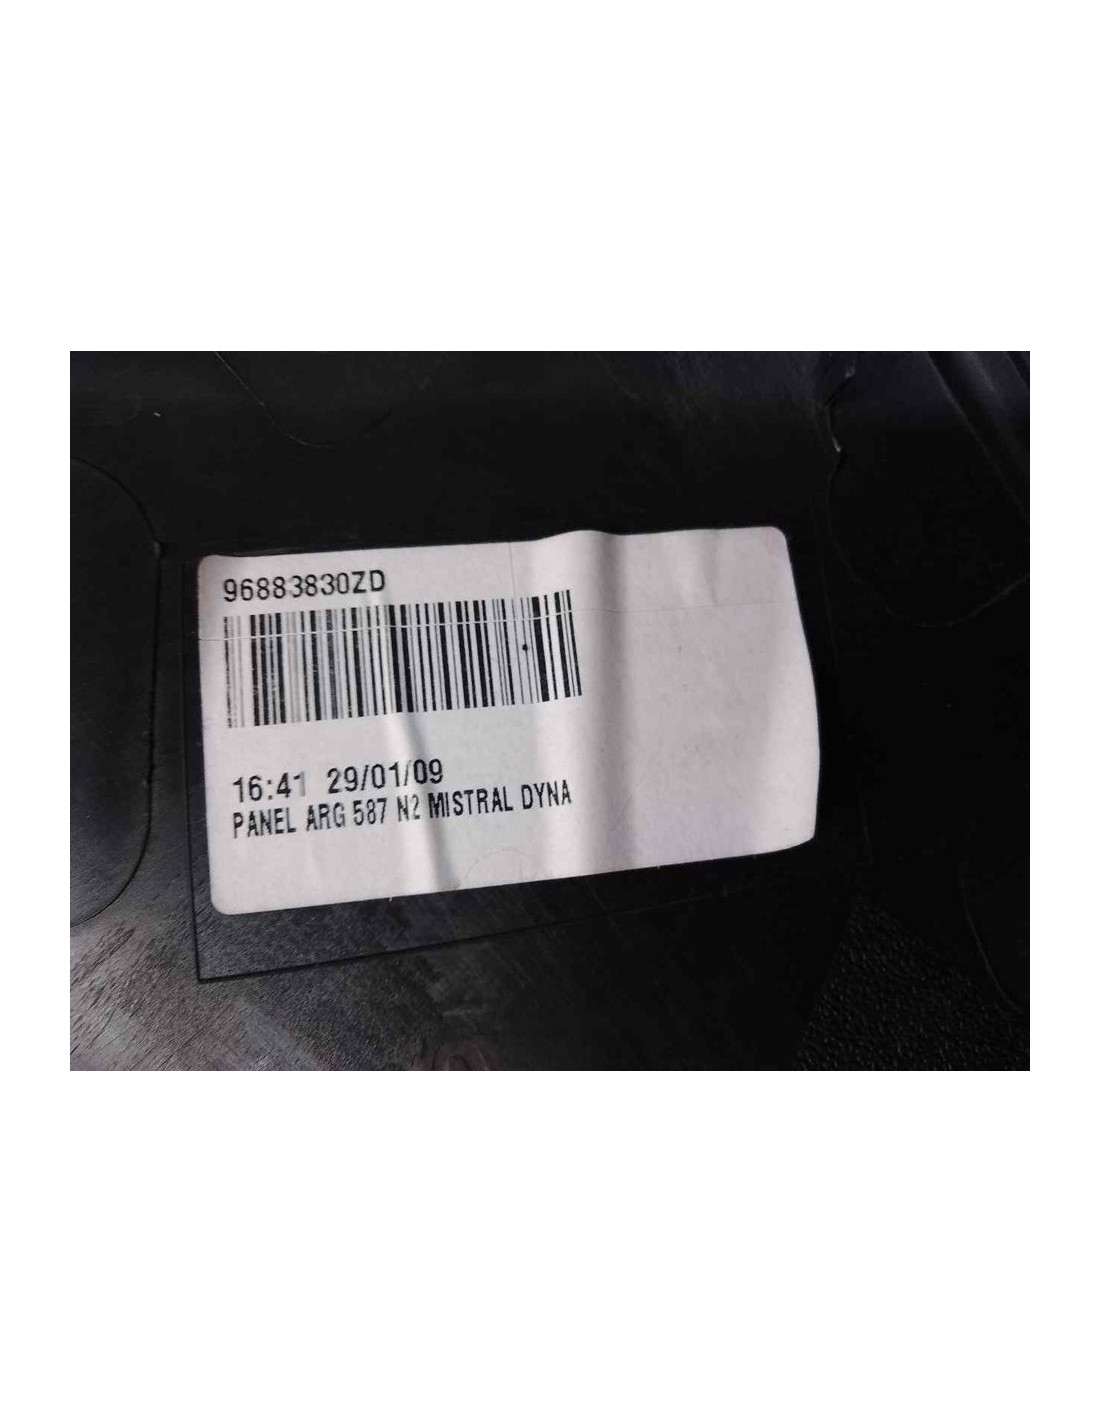 96883830ZD
16:41 29/01/09
PANEL ARG 587 N2 MISTRAL DYNA